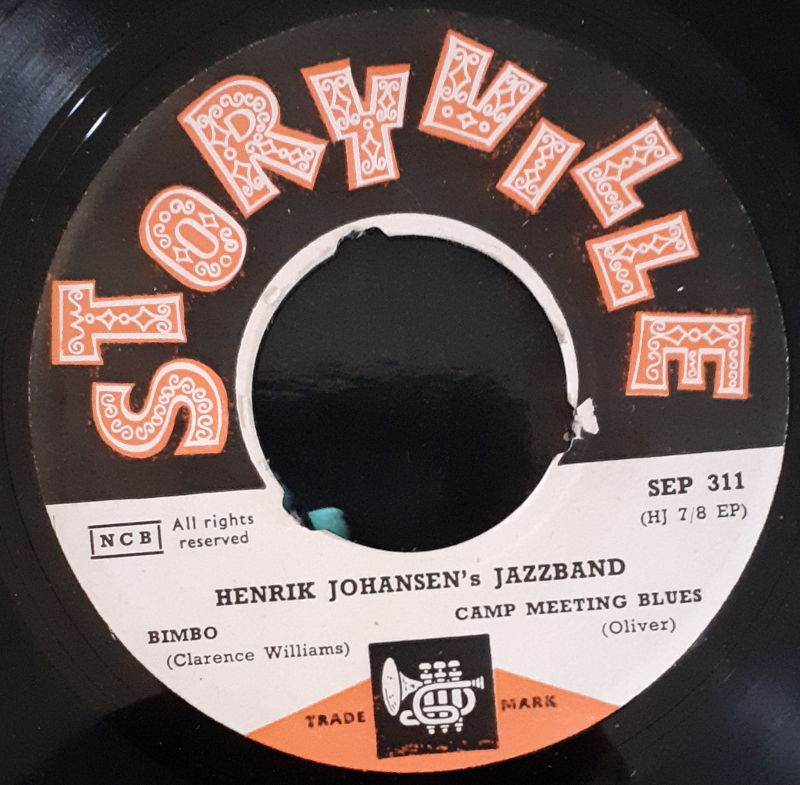 STORYVILLE
SEP 311
(HJ 7/8 EP)
NCB
All rights
reserved
HENRIK JOHANSEN's JAZZBAND
BIMBO
(Clarence Williams)
CAMP MEETING BLUES
(Oliver)
TRADE MARK